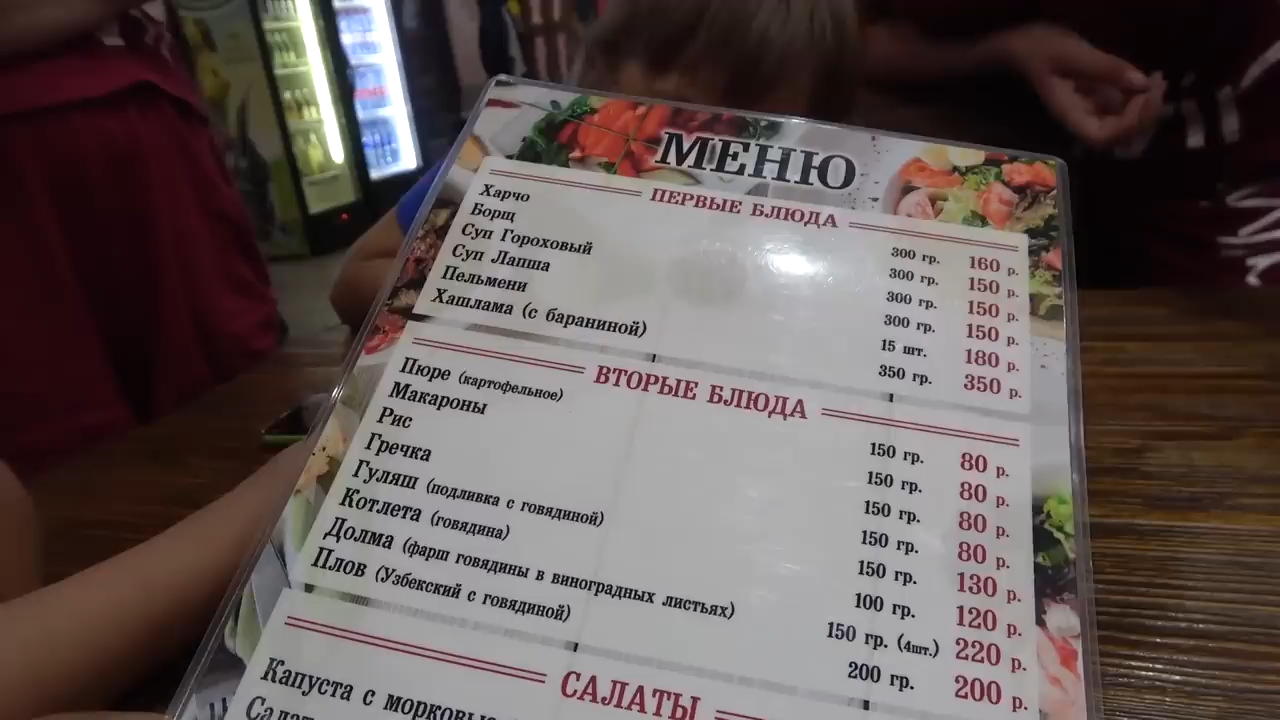 МЕНЮ
ПЕРВЫЕ БЛЮДА
Харчо 300 гр. 160 р.
Борщ 300 гр. 150 р.
Суп Гороховый 300 гр. 150 р.
Суп Лапша 300 гр. 150 р.
Пельмени 15 шт. 180 р.
Хашлама (с бараниной) 350 гр. 350 р.
ВТОРЫЕ БЛЮДА
Пюре (картофельное) 150 гр. 80 р.
Макароны 150 гр. 80 р.
Рис 150 гр. 80 р.
Гречка 150 гр. 80 р.
Гуляш (подливка с говядиной) 150 гр. 130 р.
Котлета (говядина) 100 гр. 120 р.
Долма (фарш говядины в виноградных листьях) 150 гр. (4шт.) 220 р.
Плов (Узбекский с говядиной) 200 гр. 200 р.
САЛАТЫ
Капуста с